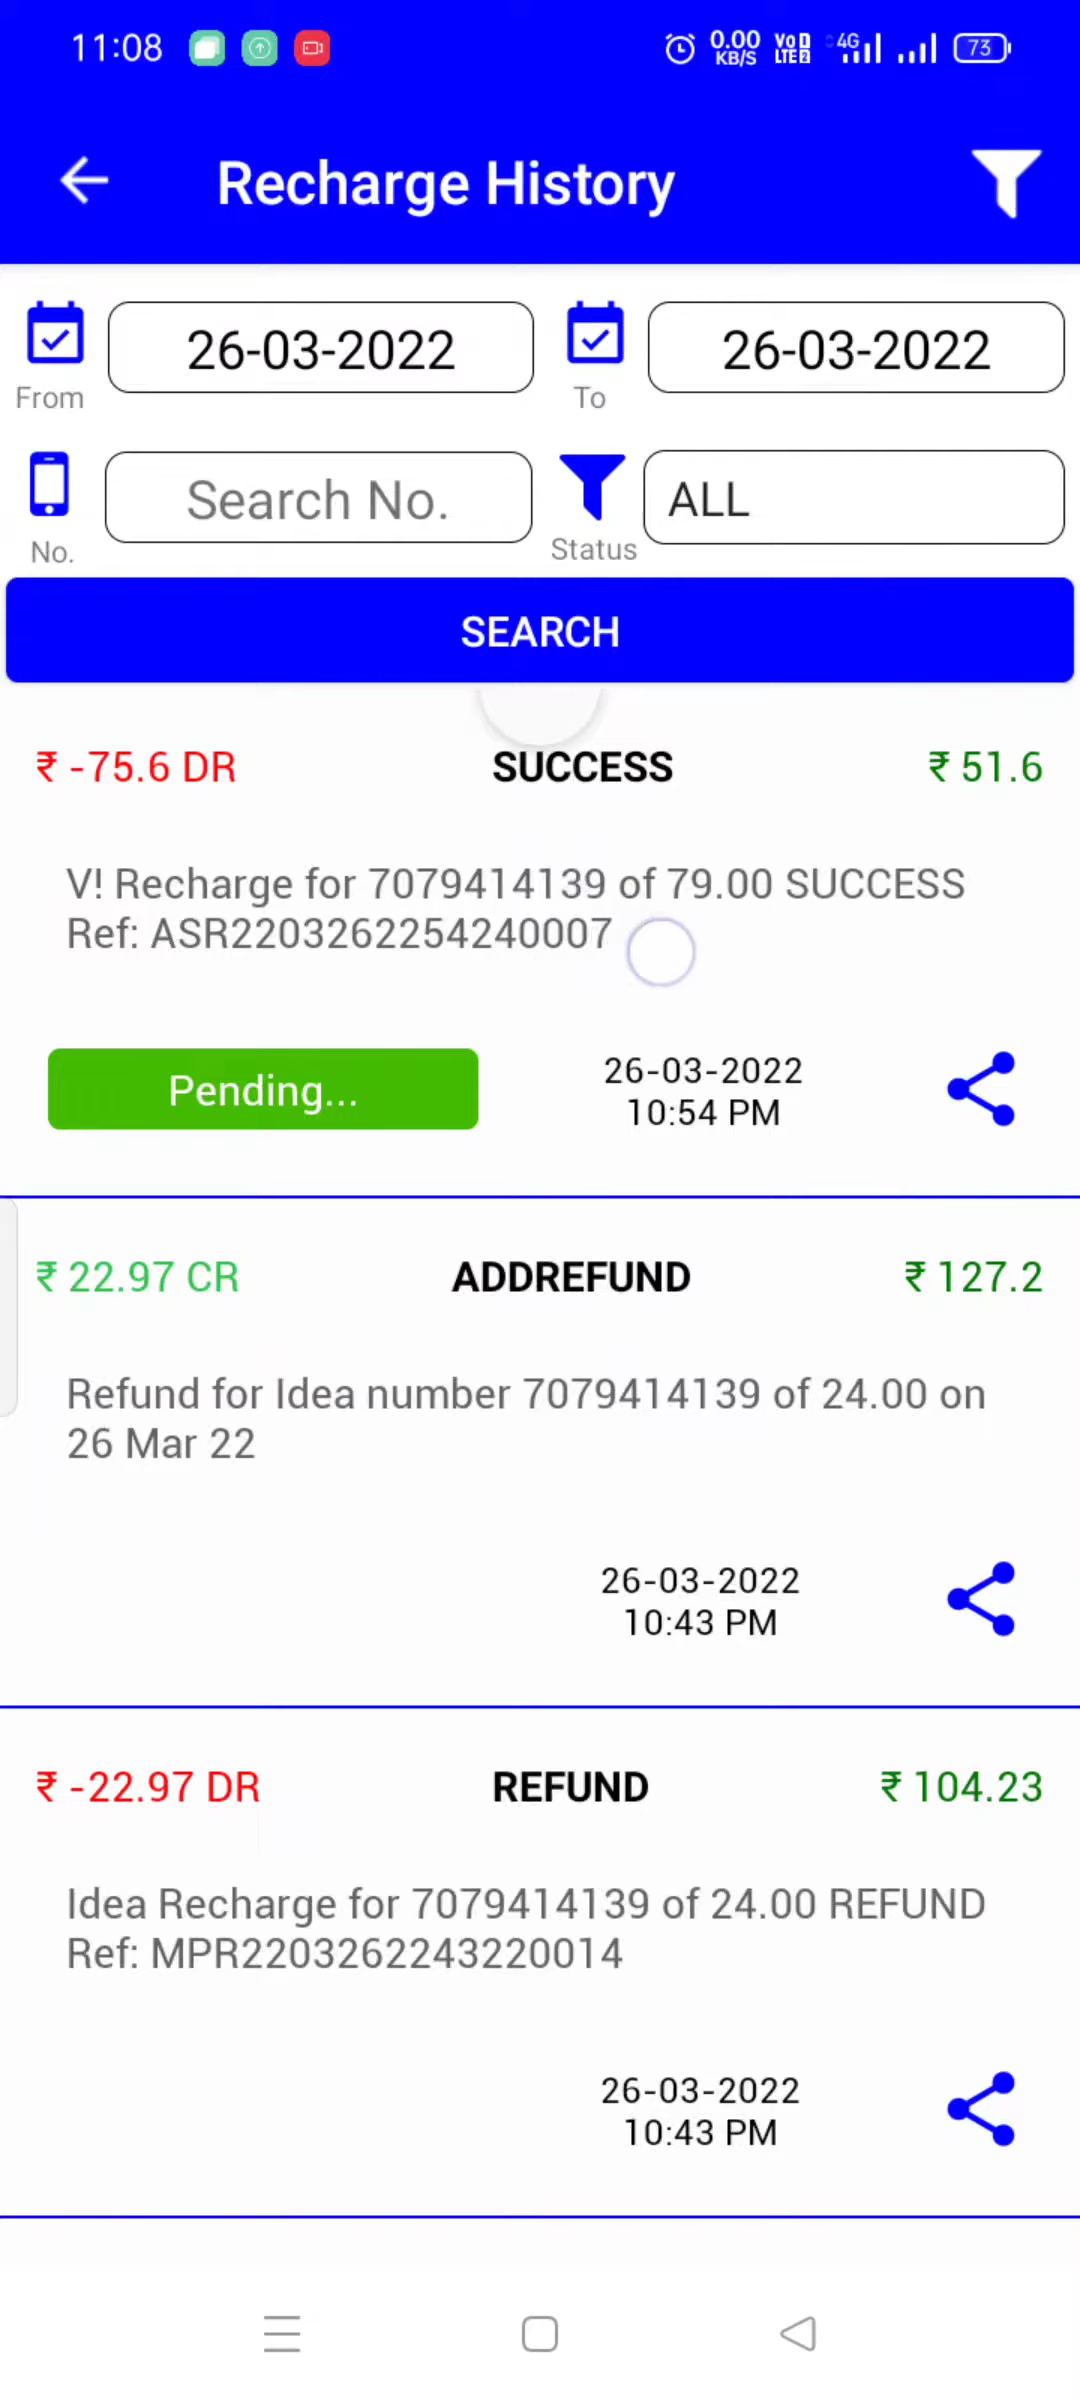 11:08 0.00 KB/S VoD LTE2 4G 73
Recharge History
26-03-2022 26-03-2022
From To
Search No. ALL
No. Status
SEARCH
₹ -75.6 DR SUCCESS ₹ 51.6
V! Recharge for 7079414139 of 79.00 SUCCESS
Ref: ASR2203262254240007
Pending... 26-03-2022
10:54 PM
₹ 22.97 CR ADDREFUND ₹ 127.2
Refund for Idea number 7079414139 of 24.00 on
26 Mar 22
26-03-2022
10:43 PM
₹ -22.97 DR REFUND ₹ 104.23
Idea Recharge for 7079414139 of 24.00 REFUND
Ref: MPR2203262243220014
26-03-2022
10:43 PM